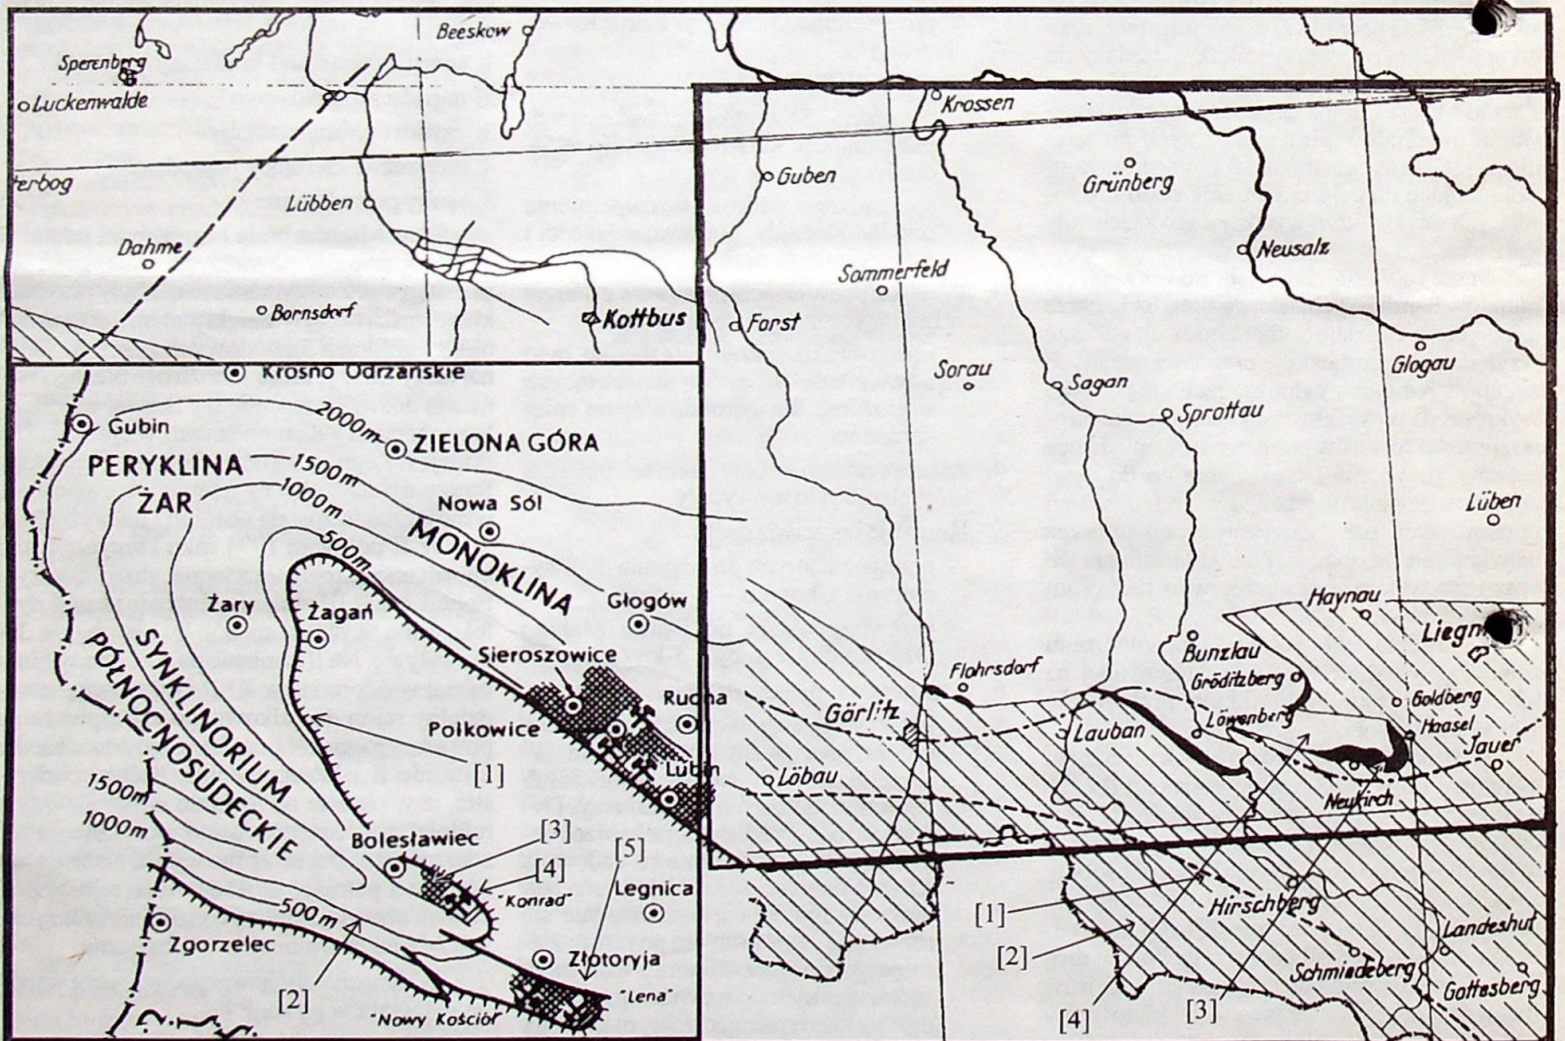 Beeskow
Sperenberg
Luckenwalde
Krossen
terbog
Guben
Grünberg
Lübben
Dahme
Neusalz
Sommerfeld
Bornsdorf
Kottbus
Forst
Glogau
Krosno Odrzańskie
Sorau
Sagan
Sprottau
Gubin
2000m
ZIELONA GÓRA
PERYKLINA
ŻAR
1500m
1000m
500m
Nowa Sól
MONOKLINA
Lüben
Żary
Żagań
Głogów
Haynau
Liegn
SYNKLINORIUM
PÓŁNOCNOSUDECKIE
Sieroszowice
Rudna
Polkowice
Lubin
[1]
Flohrsdorf
Bunzlau
Gröditzberg
Goldberg
Haasel
Görlitz
Löwenberg
Lauban
Jauer
Löbau
Neukirch
1500m
1000m
Bolesławiec
[3]
[4]
[5]
"Konrad"
Legnica
500m
Zgorzelec
Złotoryja
"Lena"
[2]
"Nowy Kościół"
[1]
Hirschberg
[2]
Landeshut
Schmiedeberg
Gottesberg
[4]
[3]